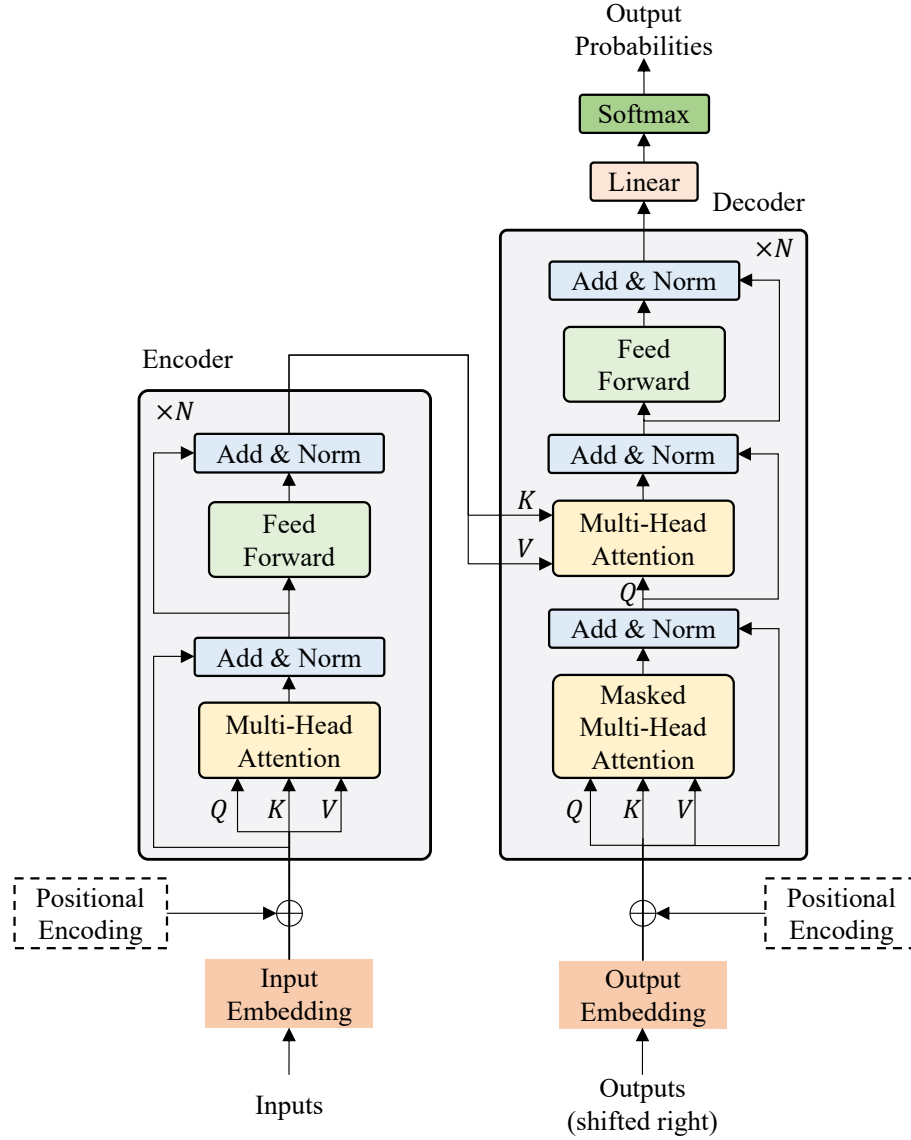 Output
Probabilities
Softmax
Linear
Decoder
×N
Add & Norm
Feed
Forward
Add & Norm
K
V
Multi-Head
Attention
Q
Add & Norm
Masked
Multi-Head
Attention
Q
K
V
Encoder
×N
Add & Norm
Feed
Forward
Add & Norm
Multi-Head
Attention
Q
K
V
Positional
Encoding
Positional
Encoding
Input
Embedding
Output
Embedding
Inputs
Outputs
(shifted right)